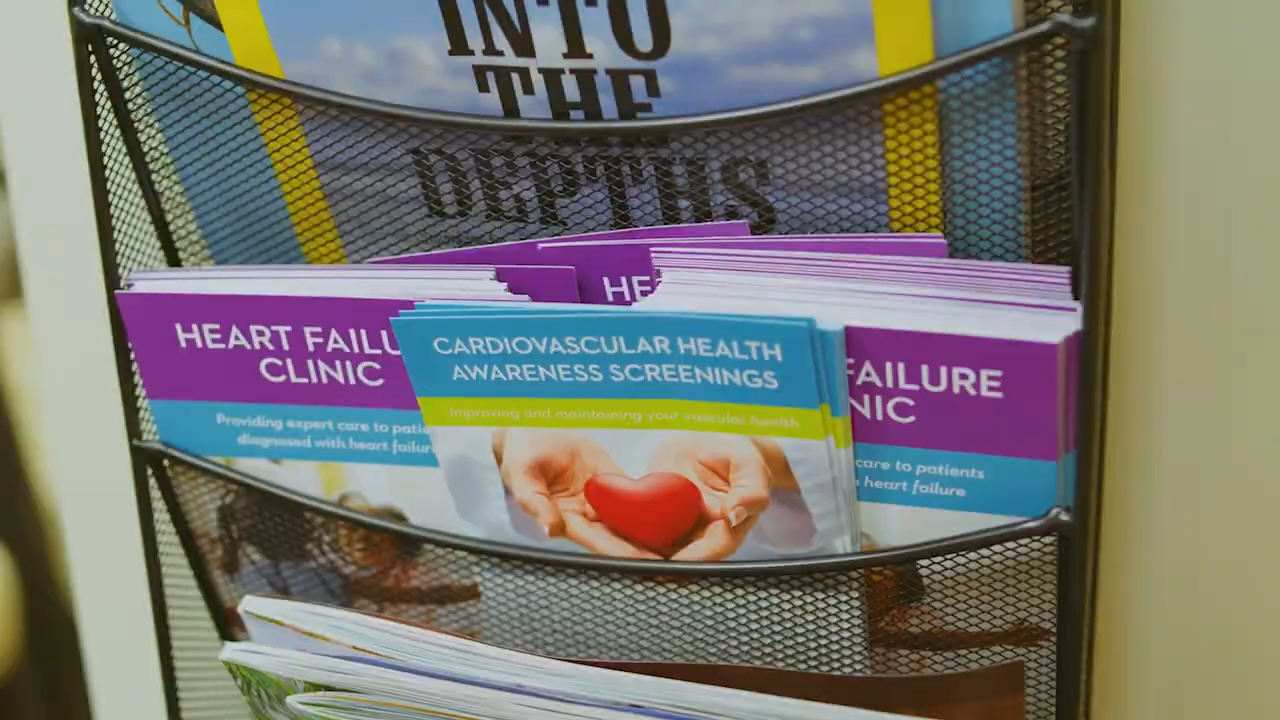 INTO
THE
DEPTHS
HE
HEART FAILU
CLINIC
Providing expert care to patie
diagnosed with heart failur
CARDIOVASCULAR HEALTH
AWARENESS SCREENINGS
Improving and maintaining your vascular health
FAILURE
NIC
care to patients
heart failure